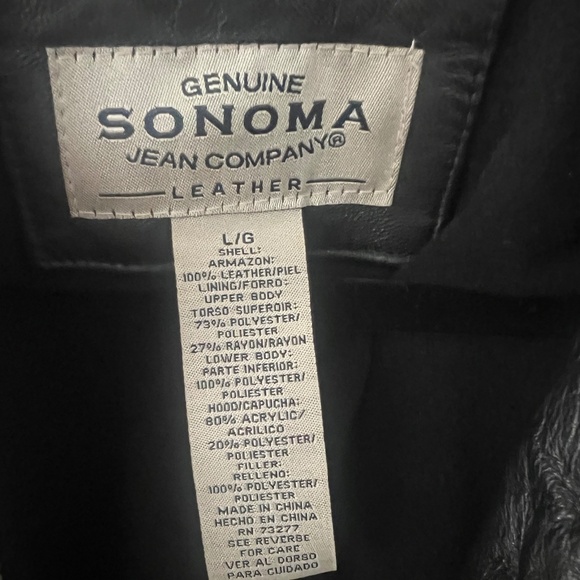 GENUINE
SONOMA
JEAN COMPANY®
LEATHER
L/G
SHELL:
ARMAZON:
100% LEATHER/PIEL
LINING/FORRO:
UPPER BODY
TORSO SUPEROIR:
73% POLYESTER/
POLIESTER
27% RAYON/RAYON
LOWER BODY:
PARTE INFERIOR:
100% POLYESTER/
POLIESTER
HOOD/CAPUCHA:
80% ACRYLIC/
ACRILICO
20% POLYESTER/
POLIESTER
FILLER:
RELLENO:
100% POLYESTER/
POLIESTER
MADE IN CHINA
HECHO EN CHINA
RN 73277
SEE REVERSE
FOR CARE
VER AL DORSO
PARA CUIDADO